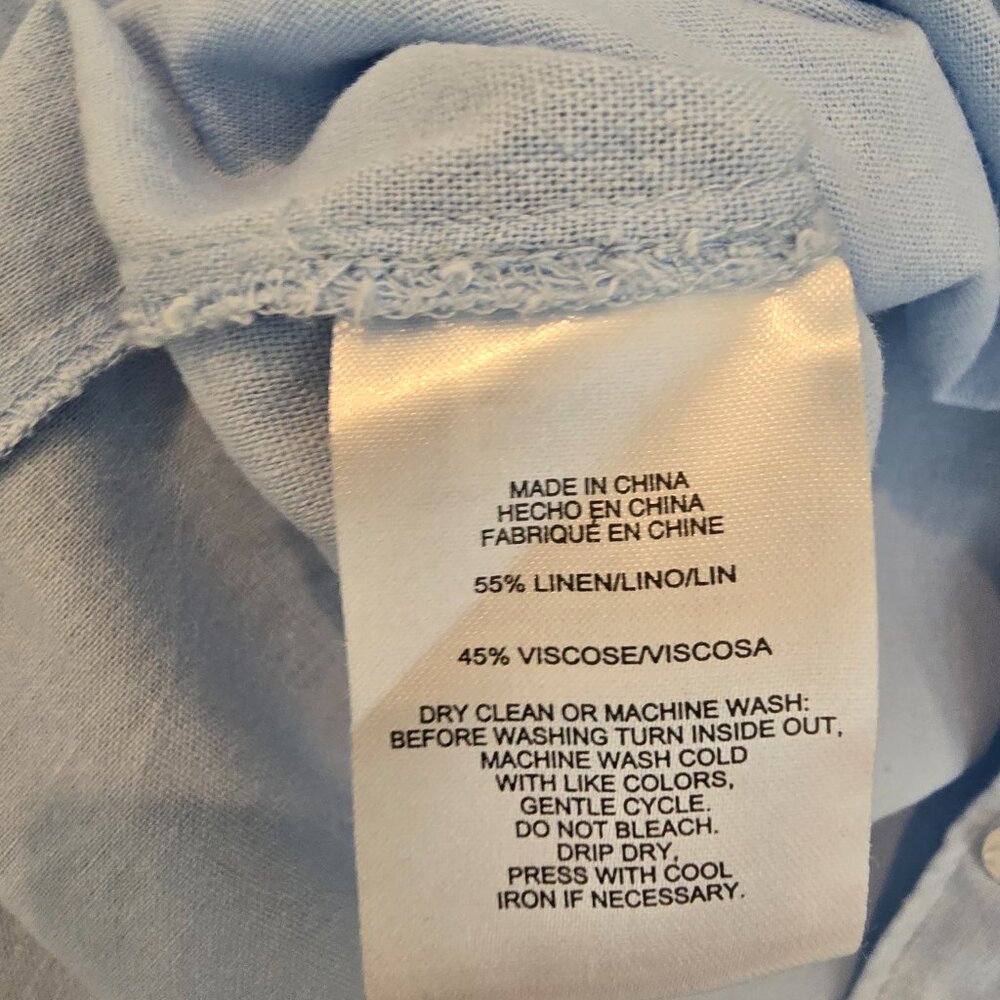 MADE IN CHINA
HECHO EN CHINA
FABRIQUÉ EN CHINE
55% LINEN/LINO/LIN
45% VISCOSE/VISCOSA
DRY CLEAN OR MACHINE WASH:
BEFORE WASHING TURN INSIDE OUT,
MACHINE WASH COLD
WITH LIKE COLORS,
GENTLE CYCLE.
DO NOT BLEACH.
DRIP DRY,
PRESS WITH COOL
IRON IF NECESSARY.